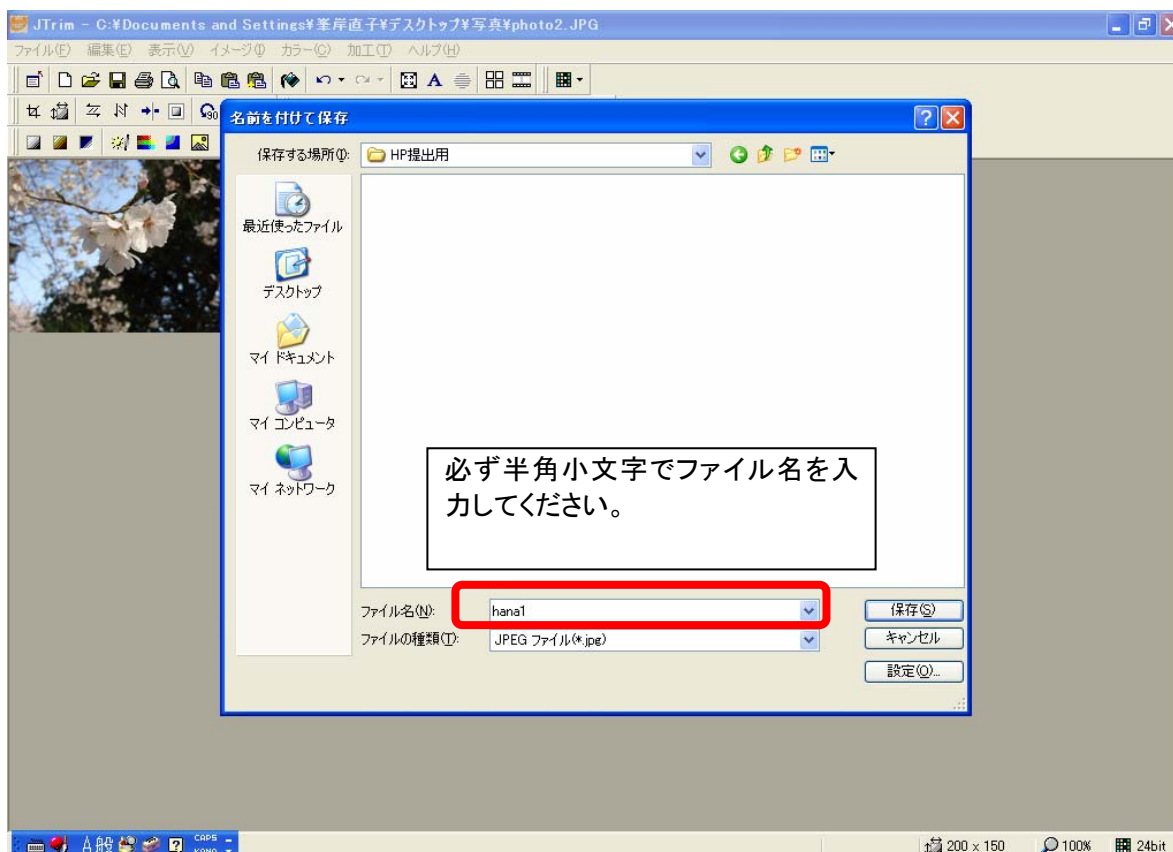 JTrim - C:¥Documents and Settings¥峯岸直子¥デスクトップ¥写真¥photo2.JPG
ファイル(F) 編集(E) 表示(V) イメージ(I) カラー(C) 加工(T) ヘルプ(H)
A
90
名前を付けて保存
保存する場所(I): HP提出用
最近使ったファイル
デスクトップ
マイ ドキュメント
マイ コンピュータ
マイ ネットワーク
必ず半角小文字でファイル名を入
力してください。
ファイル名(N): hana1 保存(S)
ファイルの種類(T): JPEG ファイル(*.jpg) キャンセル
設定(O)...
A 般 CAPS
KANA
200 x 150 100% 24bit